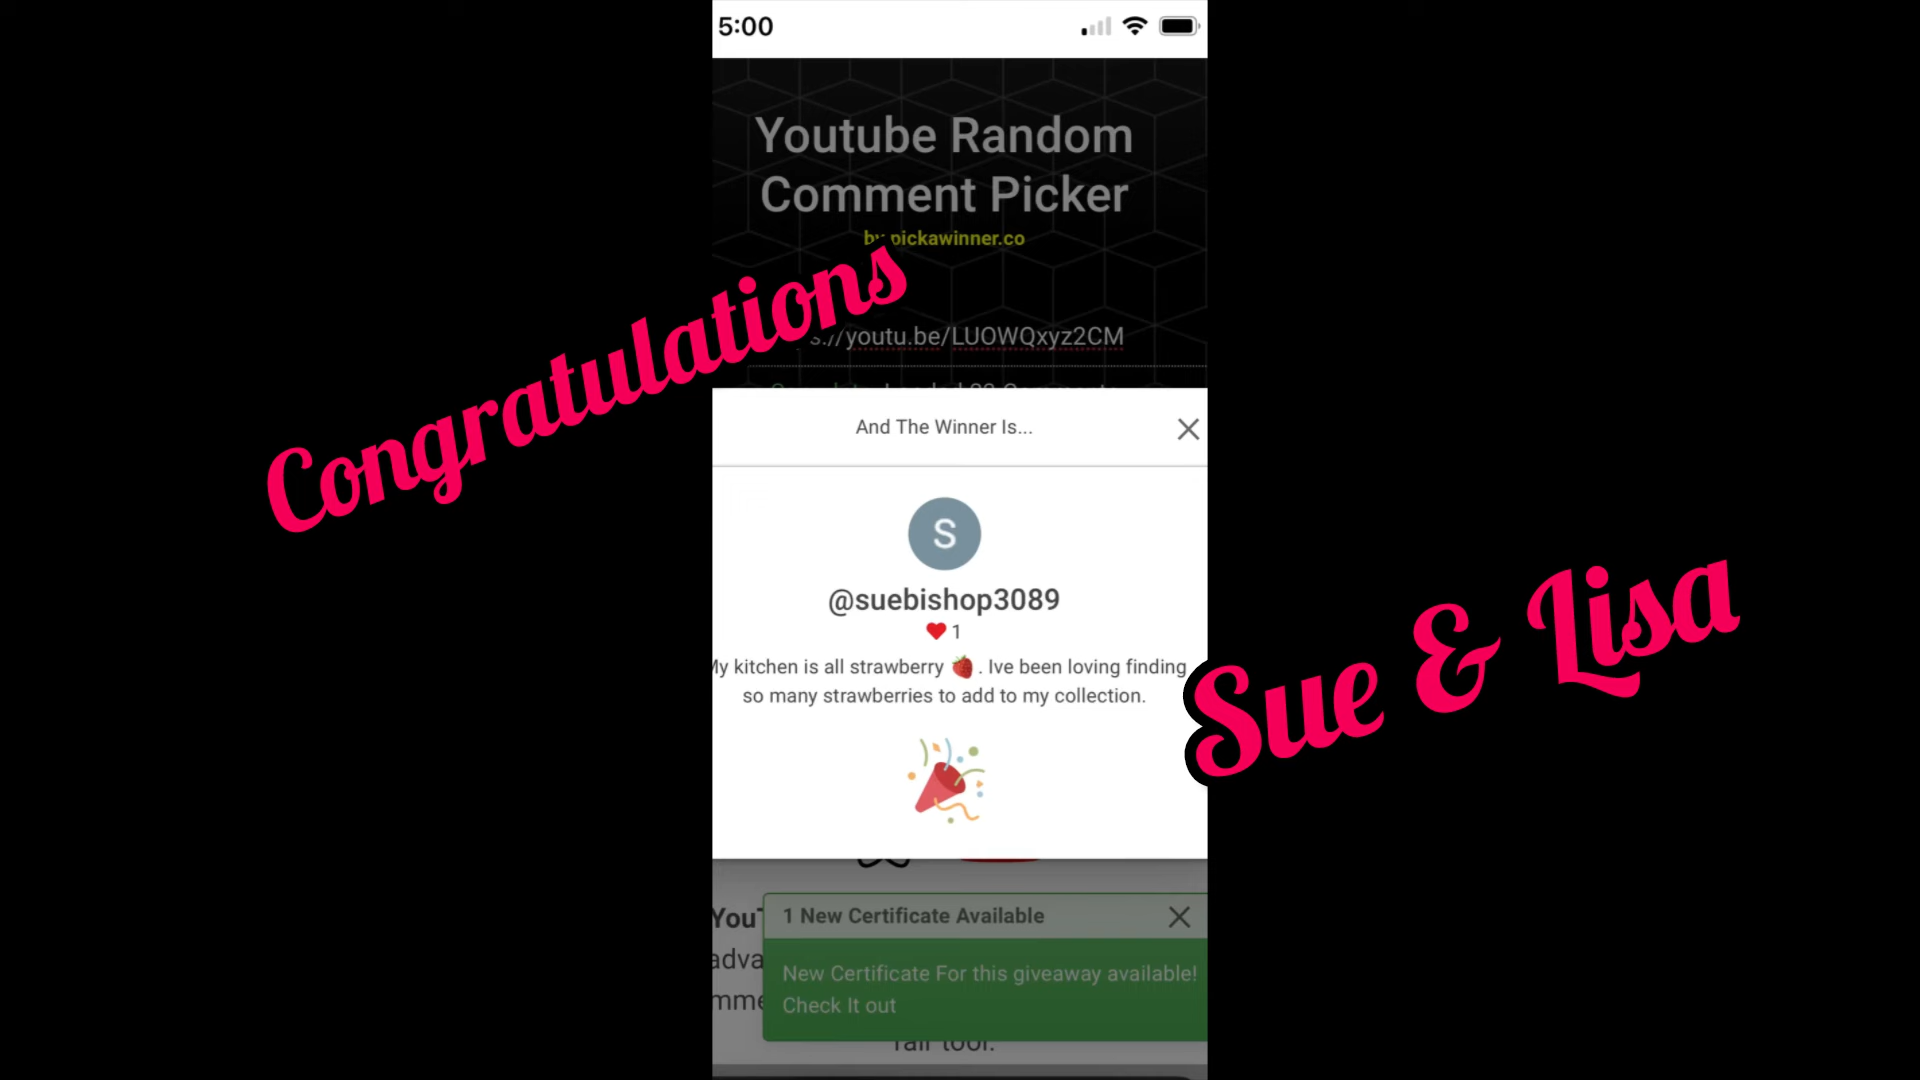 5:00
Youtube Random
Comment Picker
by pickawinner.co
Congratulations
s://youtu.be/LUOWQxyz2CM
And The Winner Is...
S
@suebishop3089
1
My kitchen is all strawberry 🍓 . Ive been loving finding
so many strawberries to add to my collection.
Sue & Lisa
1 New Certificate Available
New Certificate For this giveaway available!
Check It out